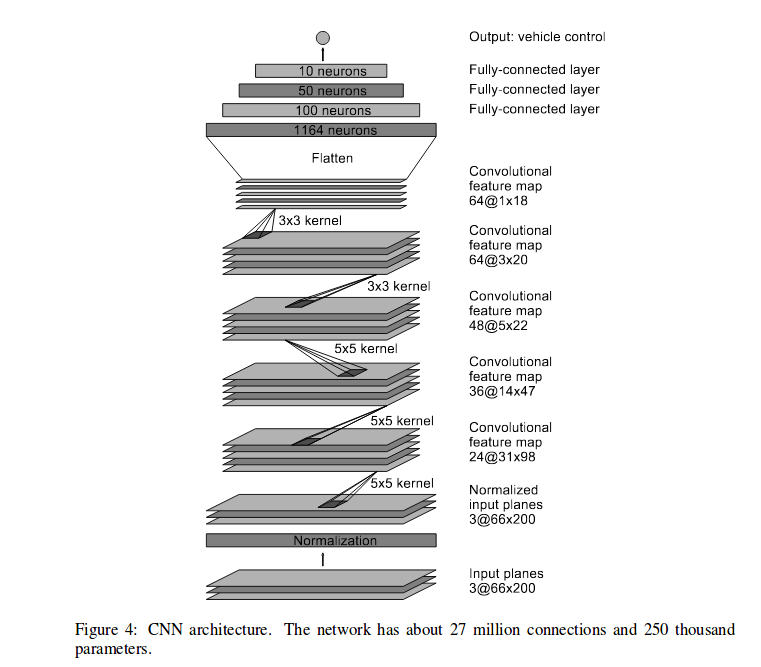 Output: vehicle control
10 neurons
Fully-connected layer
50 neurons
Fully-connected layer
100 neurons
Fully-connected layer
1164 neurons
Flatten
Convolutional
feature map
64@1x18
3x3 kernel
Convolutional
feature map
64@3x20
3x3 kernel
Convolutional
feature map
48@5x22
5x5 kernel
Convolutional
feature map
36@14x47
5x5 kernel
Convolutional
feature map
24@31x98
5x5 kernel
Normalized
input planes
3@66x200
Normalization
Input planes
3@66x200
Figure 4: CNN architecture. The network has about 27 million connections and 250 thousand
parameters.